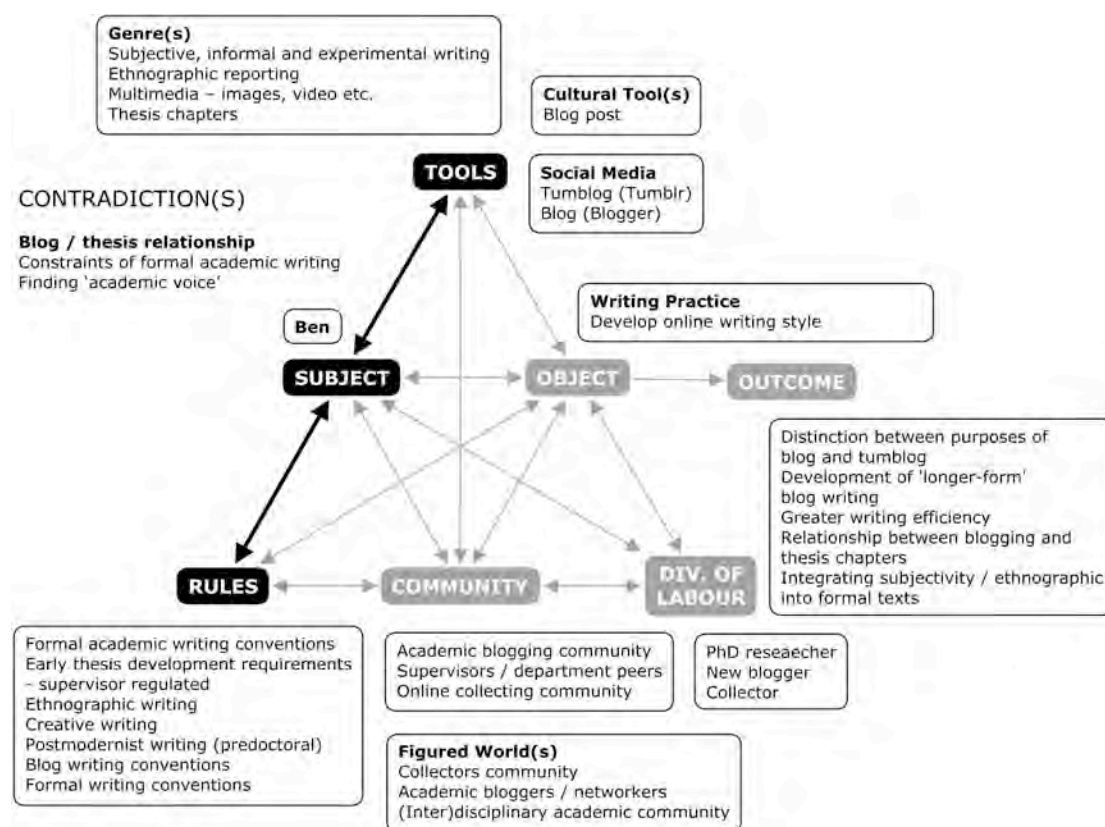 Genre(s)
Subjective, informal and experimental writing
Ethnographic reporting
Multimedia – images, video etc.
Thesis chapters
Cultural Tool(s)
Blog post
TOOLS
Social Media
Tumblog (Tumblr)
Blog (Blogger)
CONTRADICTION(S)
Blog / thesis relationship
Constraints of formal academic writing
Finding ‘academic voice’
Writing Practice
Develop online writing style
Ben
SUBJECT
OBJECT
OUTCOME
Distinction between purposes of
blog and tumblog
Development of ‘longer-form’
blog writing
Greater writing efficiency
Relationship between blogging and
thesis chapters
Integrating subjectivity / ethnographic
into formal texts
RULES
COMMUNITY
DIV. OF
LABOUR
Formal academic writing conventions
Early thesis development requirements
– supervisor regulated
Ethnographic writing
Creative writing
Postmodernist writing (predoctoral)
Blog writing conventions
Formal writing conventions
Academic blogging community
Supervisors / department peers
Online collecting community
PhD reseaecher
New blogger
Collector
Figured World(s)
Collectors community
Academic bloggers / networkers
(Inter)disciplinary academic community